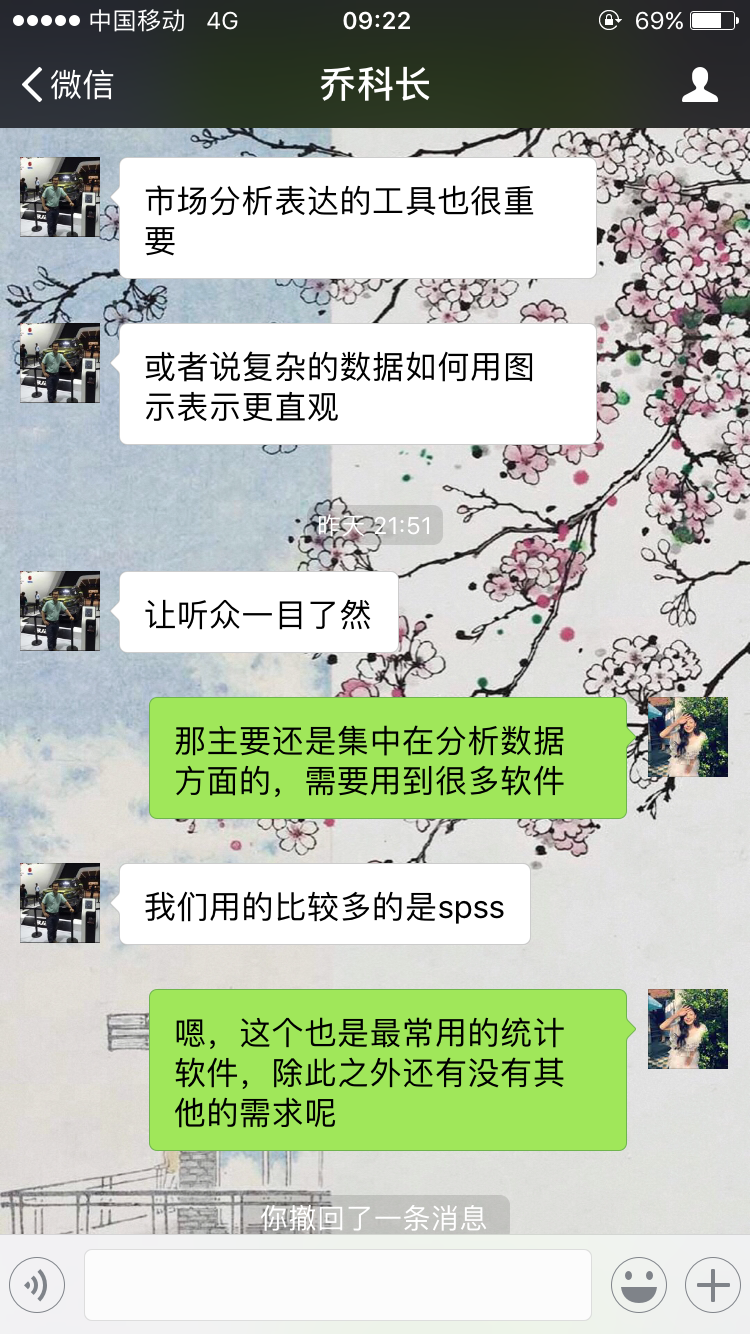 中国移动 4G 09:22 69%
微信 乔科长
市场分析表达的工具也很重
要
或者说复杂的数据如何用图
示表示更直观
昨天 21:51
让听众一目了然
那主要还是集中在分析数据
方面的，需要用到很多软件
我们用的比较多的是spss
嗯，这个也是最常用的统计
软件，除此之外还有没有其
他的需求呢
你撤回了一条消息